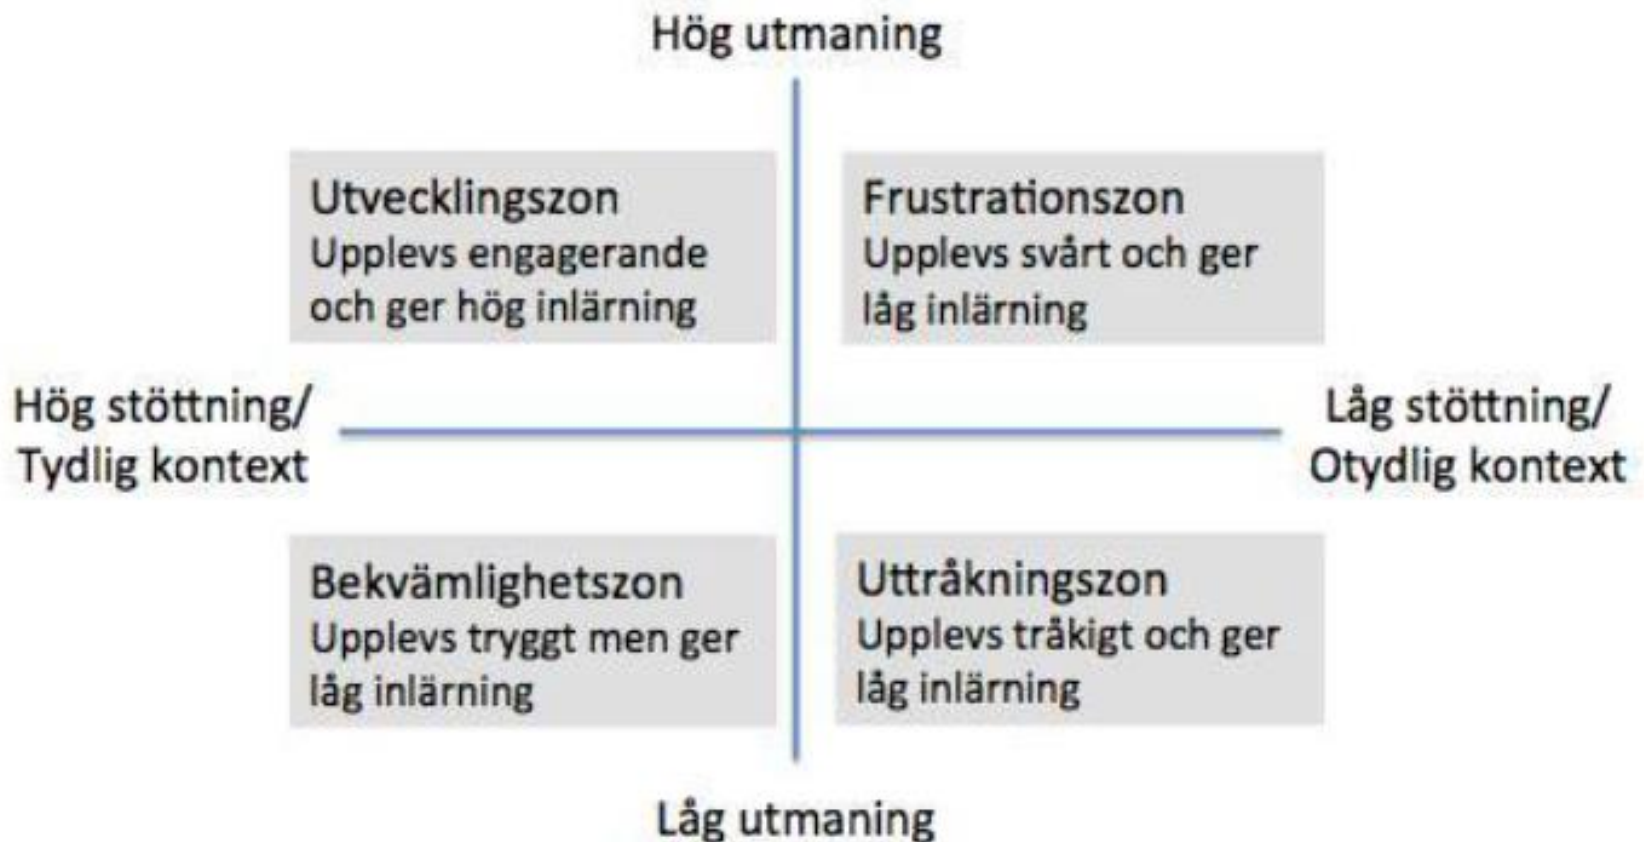 Hög utmaning
Utvecklingszon
Upplevs engagerande
och ger hög inlärning
Frustrationszon
Upplevs svårt och ger
låg inlärning
Hög stöttning/
Tydlig kontext
Låg stöttning/
Otydlig kontext
Bekvämlighetszon
Upplevs tryggt men ger
låg inlärning
Uttråkningszon
Upplevs tråkigt och ger
låg inlärning
Låg utmaning